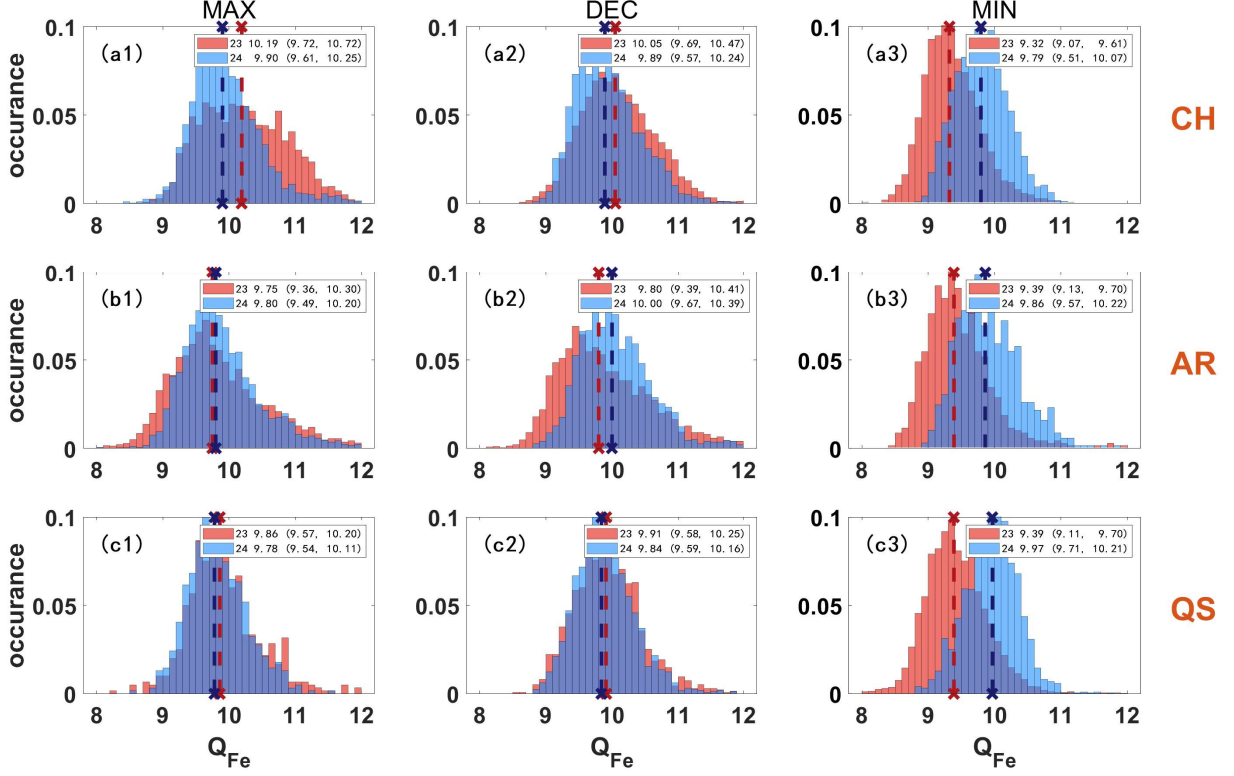 MAX DEC MIN
(a1) 23 10.19 (9.72, 10.72)
24 9.90 (9.61, 10.25)
(a2) 23 10.05 (9.69, 10.47)
24 9.89 (9.57, 10.24)
(a3) 23 9.32 (9.07, 9.61)
24 9.79 (9.51, 10.07)
CH
occurance
0.1 0.05 0
0.1 0.05 0
0.1 0.05 0
8 9 10 11 12
8 9 10 11 12
8 9 10 11 12
(b1) 23 9.75 (9.36, 10.30)
24 9.80 (9.49, 10.20)
(b2) 23 9.80 (9.39, 10.41)
24 10.00 (9.67, 10.39)
(b3) 23 9.39 (9.13, 9.70)
24 9.86 (9.57, 10.22)
AR
occurance
0.1 0.05 0
0.1 0.05 0
0.1 0.05 0
8 9 10 11 12
8 9 10 11 12
8 9 10 11 12
(c1) 23 9.86 (9.57, 10.20)
24 9.78 (9.54, 10.11)
(c2) 23 9.91 (9.58, 10.25)
24 9.84 (9.59, 10.16)
(c3) 23 9.39 (9.11, 9.70)
24 9.97 (9.71, 10.21)
QS
occurance
0.1 0.05 0
0.1 0.05 0
0.1 0.05 0
8 9 10 11 12
8 9 10 11 12
8 9 10 11 12
Q_Fe Q_Fe Q_Fe